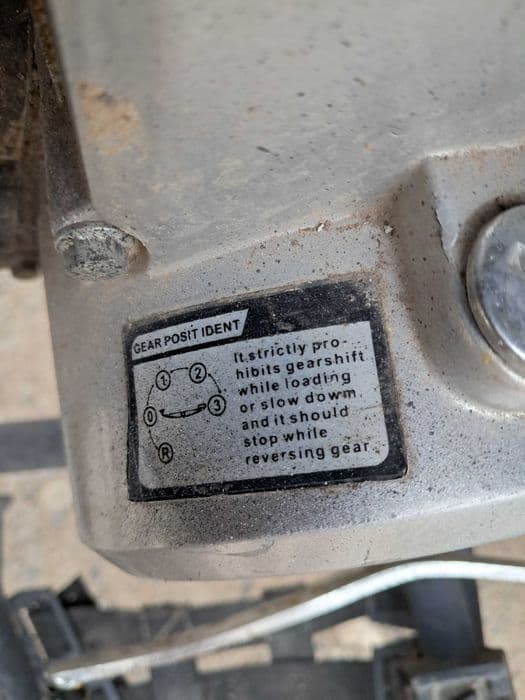 GEAR POSIT IDENT
1 2
0 3
R
It strictly pro-
hibits gearshift
while loading
or slow dowm
and it should
stop while
reversing gear.